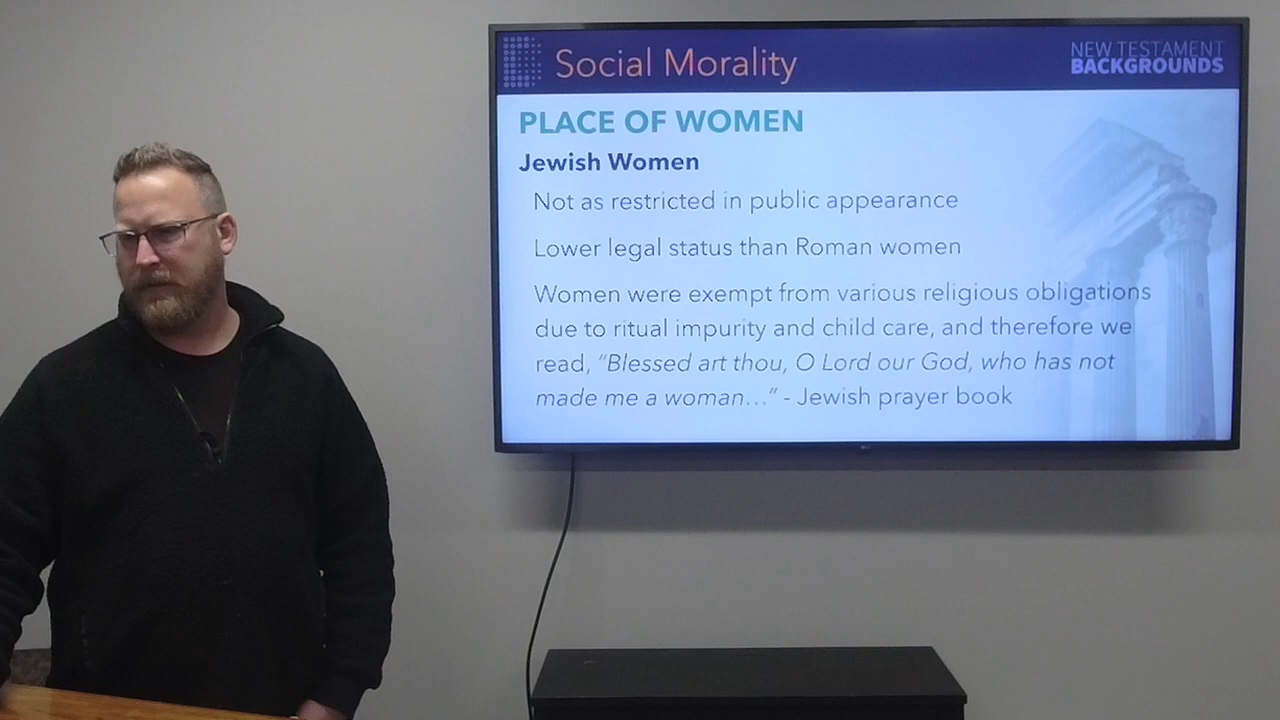 Social Morality
NEW TESTAMENT
BACKGROUNDS
PLACE OF WOMEN
Jewish Women
Not as restricted in public appearance
Lower legal status than Roman women
Women were exempt from various religious obligations
due to ritual impurity and child care, and therefore we
read, “Blessed art thou, O Lord our God, who has not
made me a woman…” - Jewish prayer book